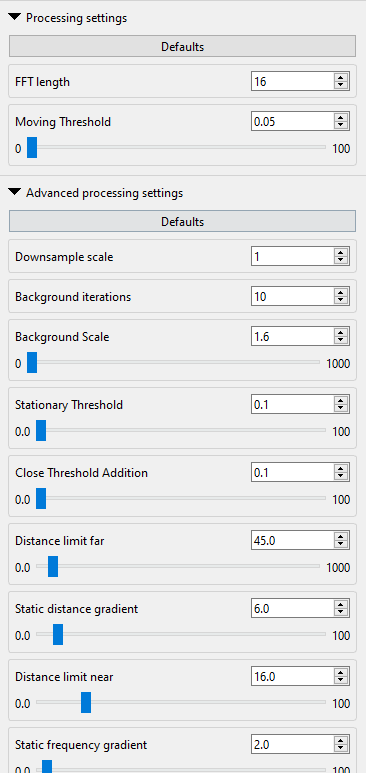 Processing settings
Defaults
FFT length 16
Moving Threshold 0.05
0 100
Advanced processing settings
Defaults
Downsample scale 1
Background iterations 10
Background Scale 1.6
0 1000
Stationary Threshold 0.1
0.0 100
Close Threshold Addition 0.1
0.0 100
Distance limit far 45.0
0.0 1000
Static distance gradient 6.0
0.0 100
Distance limit near 16.0
0.0 100
Static frequency gradient 2.0
0.0 100